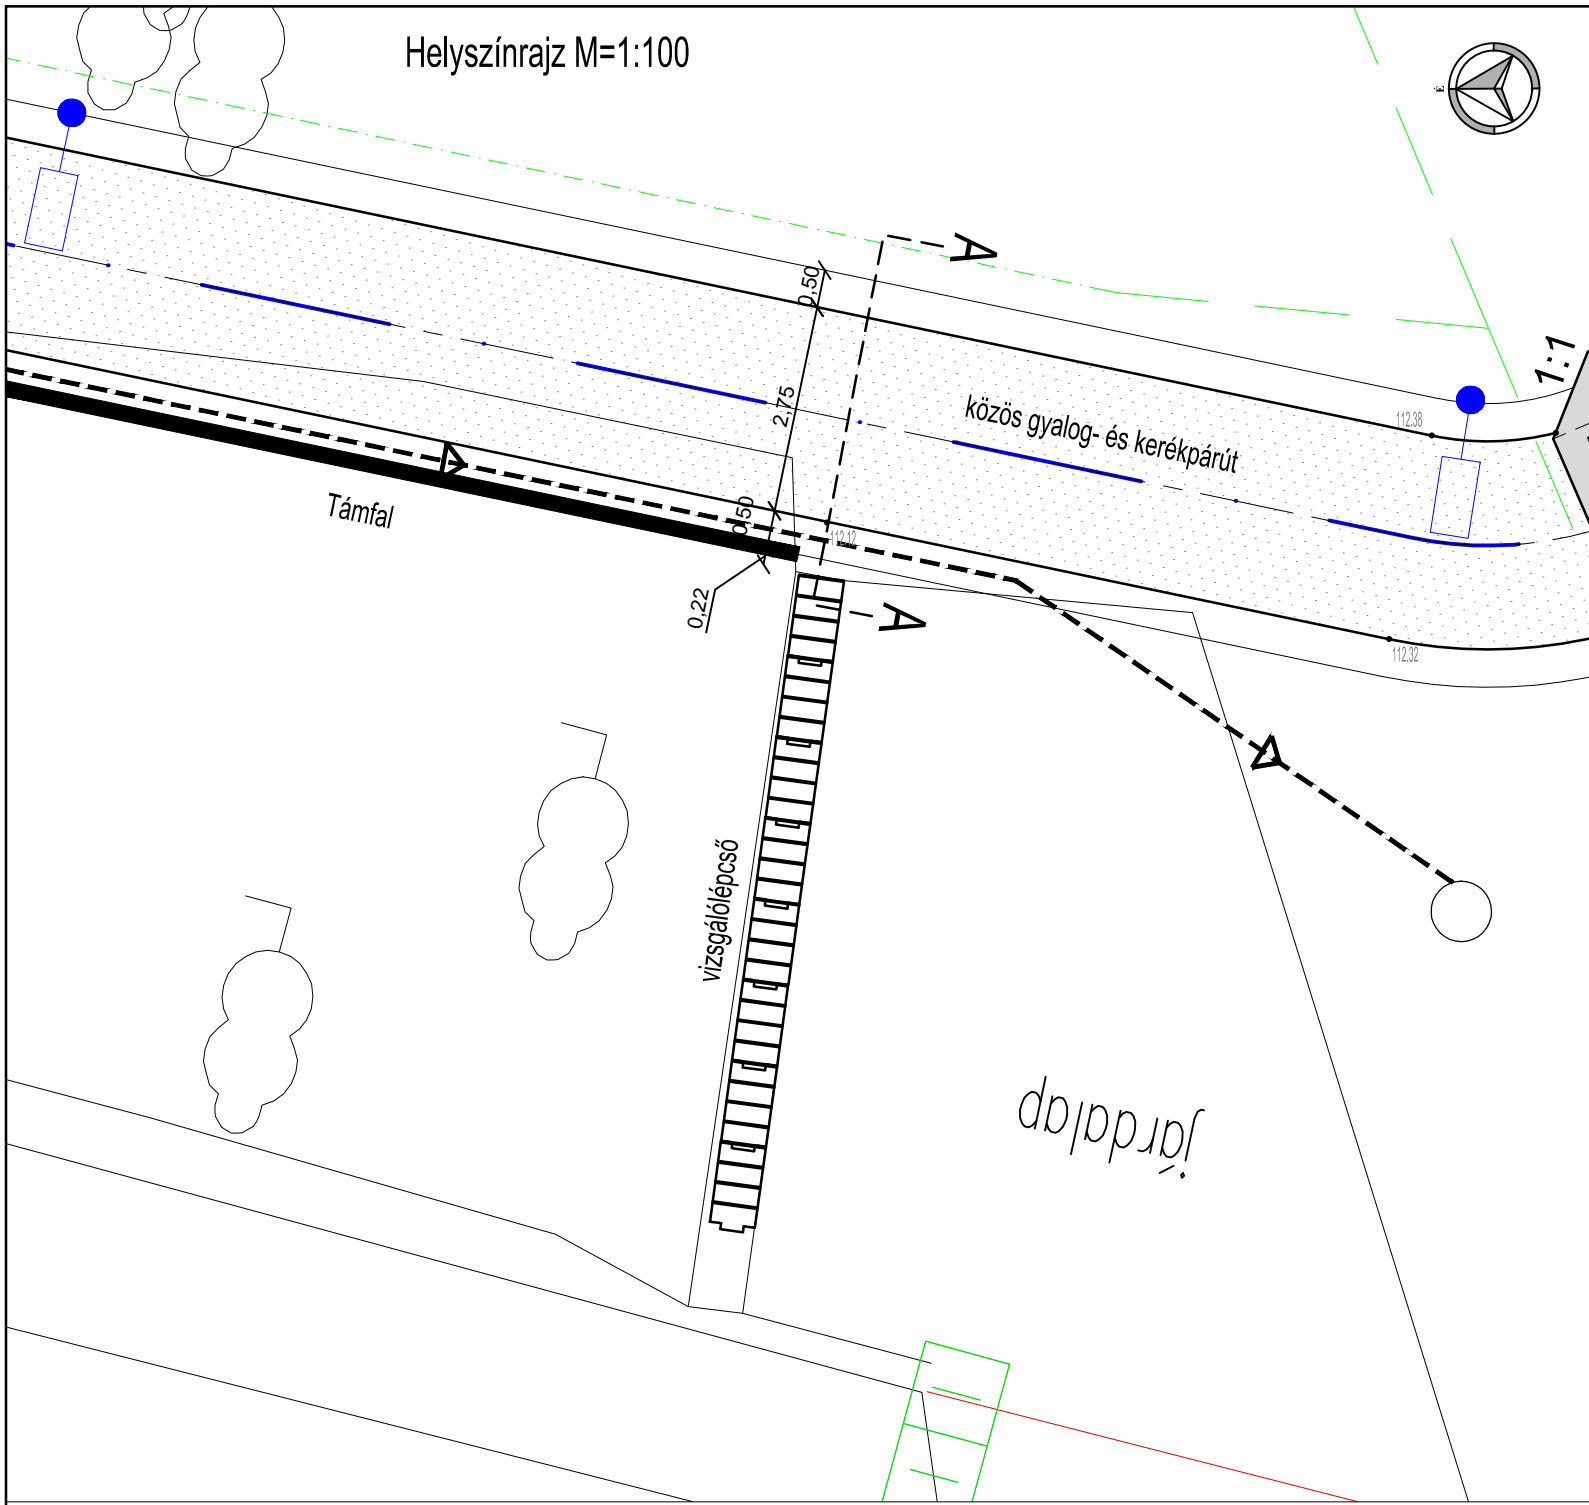 Helyszínrajz M=1:100
É
A
0,50
1:1
2,75
közös gyalog- és kerékpárút
112.38
0,50
Támfal
112.12
0,22
A
112.32
vizsgálólépcső
járdalap